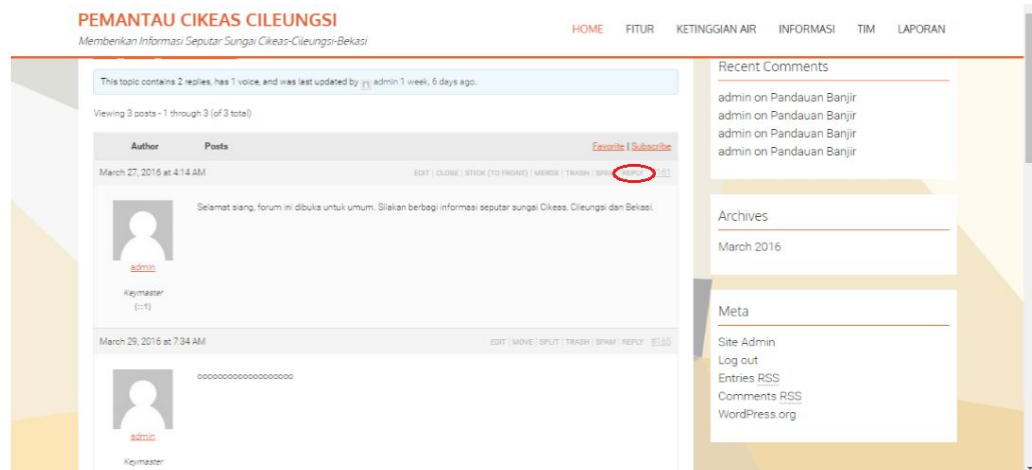 PEMANTAU CIKEAS CILEUNGSI
Memberikan Informasi Seputar Sungai Cikeas-Cileungsi-Bekasi
HOME FITUR KETINGGIAN AIR INFORMASI TIM LAPORAN
This topic contains 2 replies, has 1 voice, and was last updated by admin 1 week, 6 days ago.
Viewing 3 posts - 1 through 3 (of 3 total)
Author Posts Favorite | Subscribe
March 27, 2016 at 4:14 AM EDIT | CLOSE | STICK (TO FRONT) | MERGE | TRASH | SPAM | REPLY #161
Selamat siang, forum ini dibuka untuk umum. Silakan berbagi informasi seputar sungai Cikeas, Cileungsi dan Bekasi.
admin
Keymaster
(::1)
March 29, 2016 at 7:34 AM EDIT | MOVE | SPLIT | TRASH | SPAM | REPLY #165
admin
Keymaster
Recent Comments
admin on Pandauan Banjir
admin on Pandauan Banjir
admin on Pandauan Banjir
admin on Pandauan Banjir
Archives
March 2016
Meta
Site Admin
Log out
Entries RSS
Comments RSS
WordPress.org